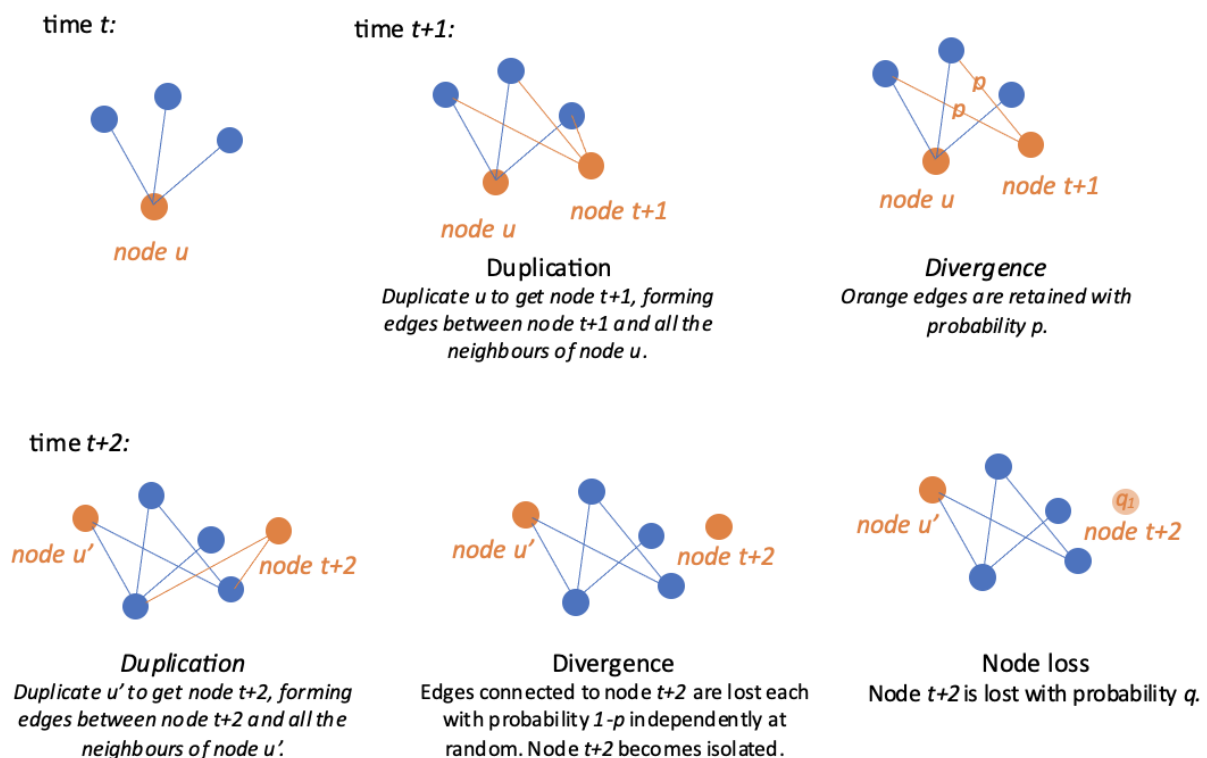 time t:
time t+1:
p
p
node u
node u
node t+1
node u
node t+1
Duplication
Duplicate u to get node t+1, forming
edges between node t+1 and all the
neighbours of node u.
Divergence
Orange edges are retained with
probability p.
time t+2:
node u'
node t+2
node u'
node t+2
q1
node u'
node t+2
Duplication
Duplicate u' to get node t+2, forming
edges between node t+2 and all the
neighbours of node u'.
Divergence
Edges connected to node t+2 are lost each
with probability 1-p independently at
random. Node t+2 becomes isolated.
Node loss
Node t+2 is lost with probability q.